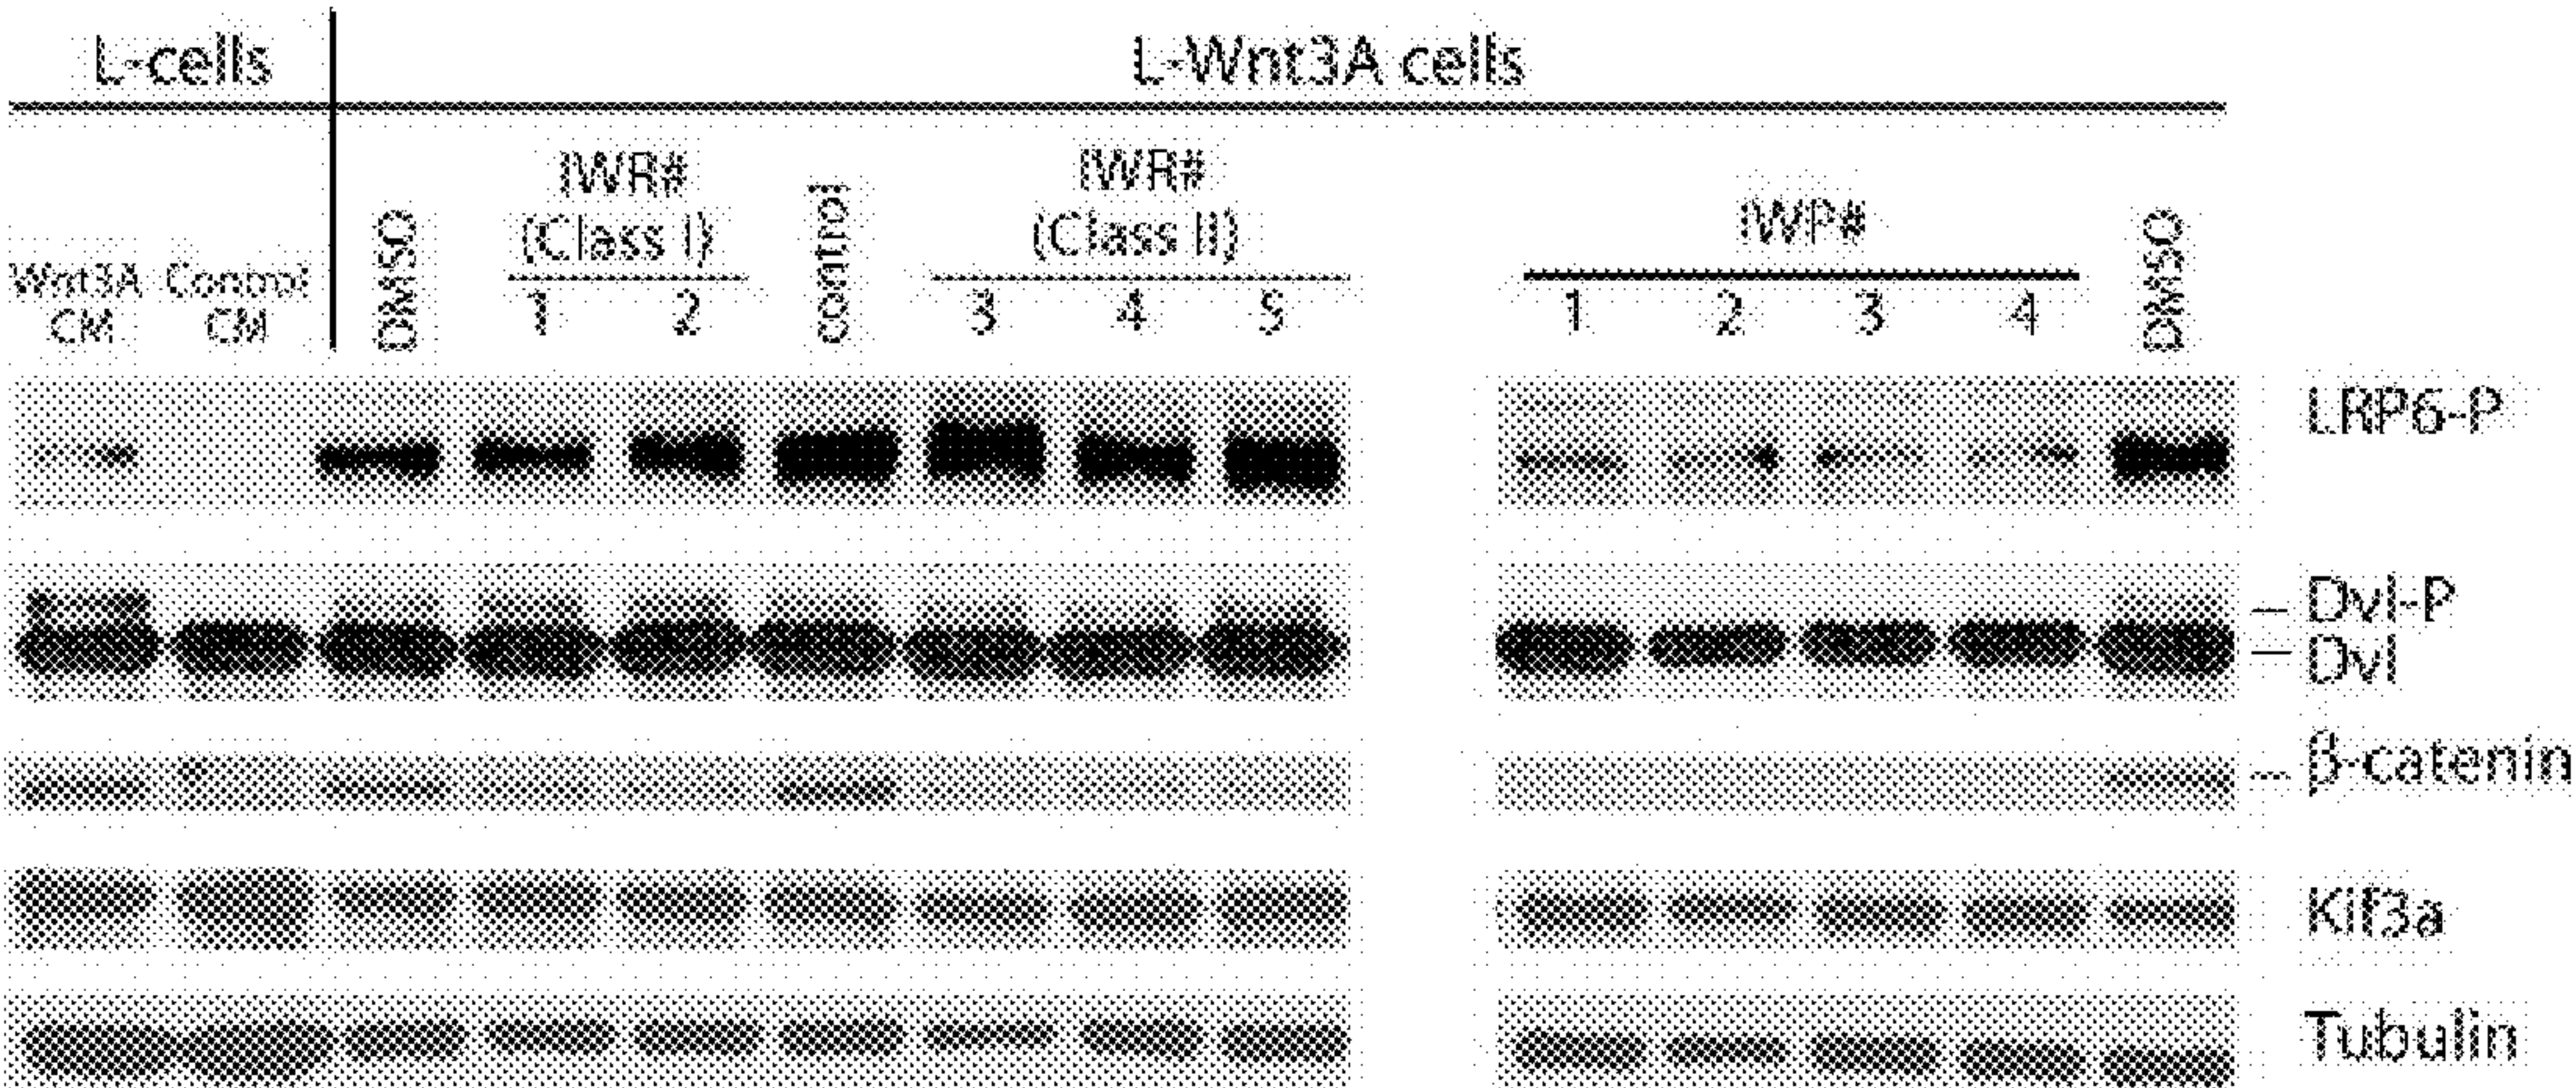 L-cells
L-Wnt3A cells
Wnt3A
CM
Control
CM
DMSO
IWR#
(Class I)
1 2
control
IWR#
(Class II)
3 4 5
IWP#
1 2 3 4
DMSO
LRP6-P
Dvl-P
Dvl
β-catenin
Kif3a
Tubulin